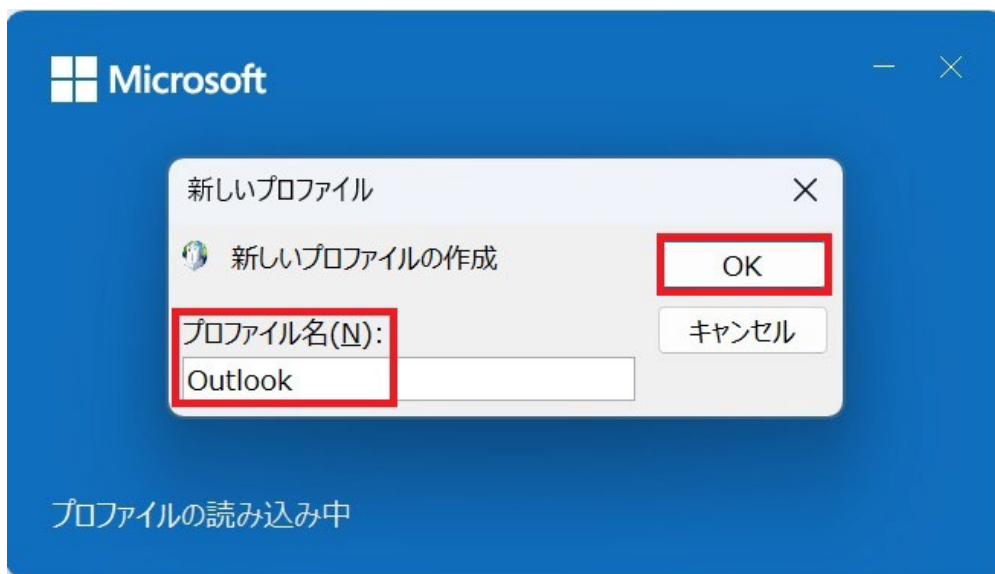 Microsoft
新しいプロファイル
新しいプロファイルの作成
OK
プロファイル名(N):
キャンセル
Outlook
プロファイルの読み込み中